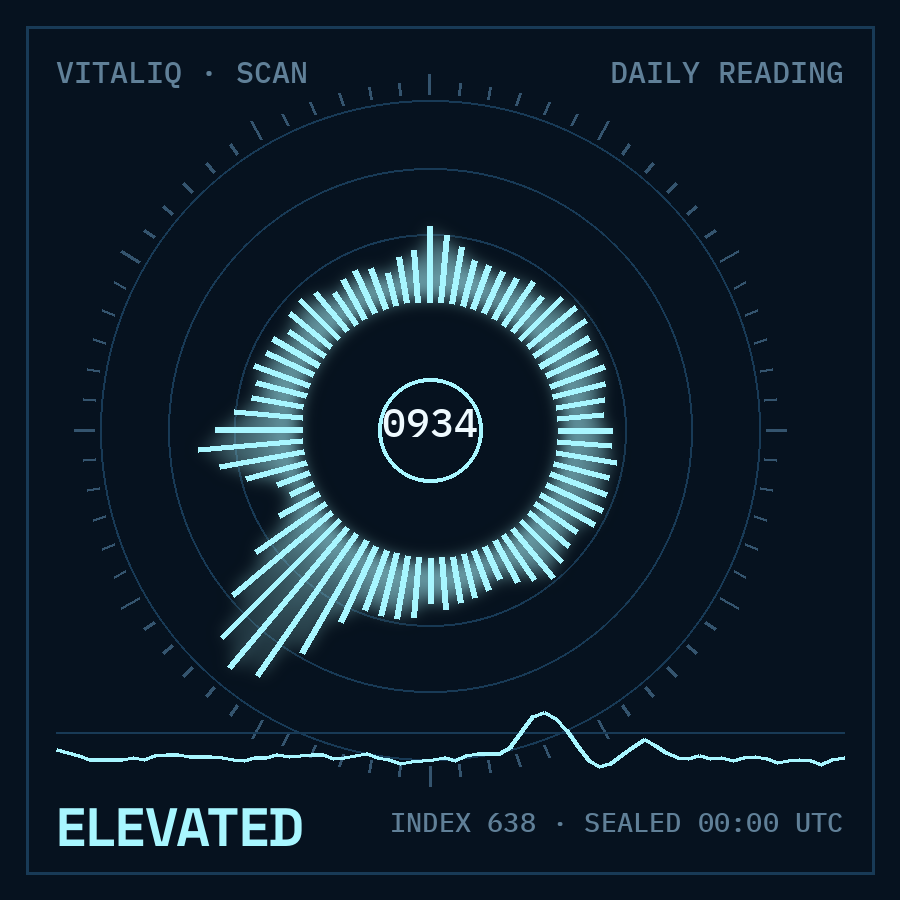 VITALIQ · SCAN
DAILY READING
0934
ELEVATED
INDEX 638 · SEALED 00:00 UTC